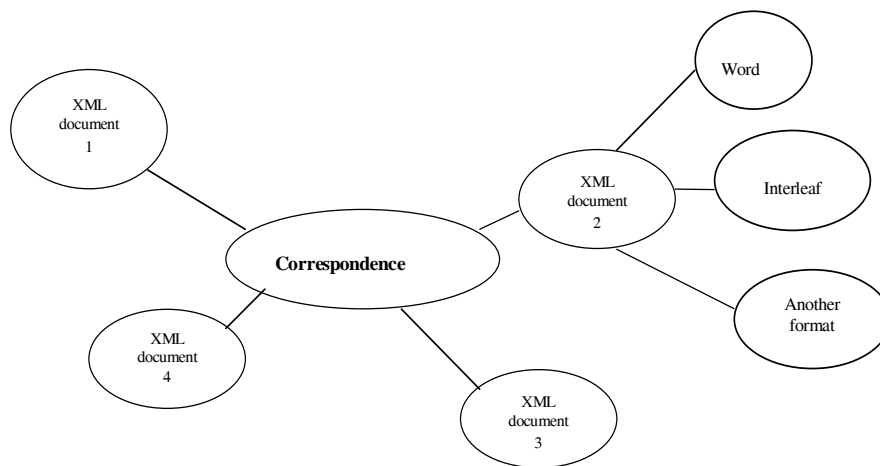 Word
XML
document
1
XML
document
2
Interleaf
Correspondence
Another
format
XML
document
4
XML
document
3